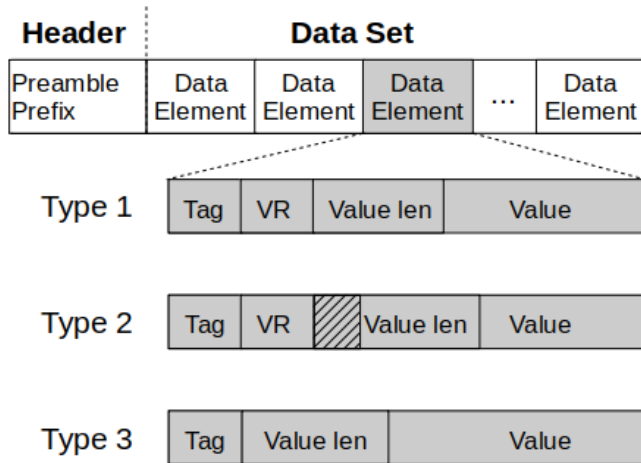 Header Data Set
Preamble Prefix Data Element Data Element Data Element ... Data Element
Type 1 Tag VR Value len Value
Type 2 Tag VR Value len Value
Type 3 Tag Value len Value